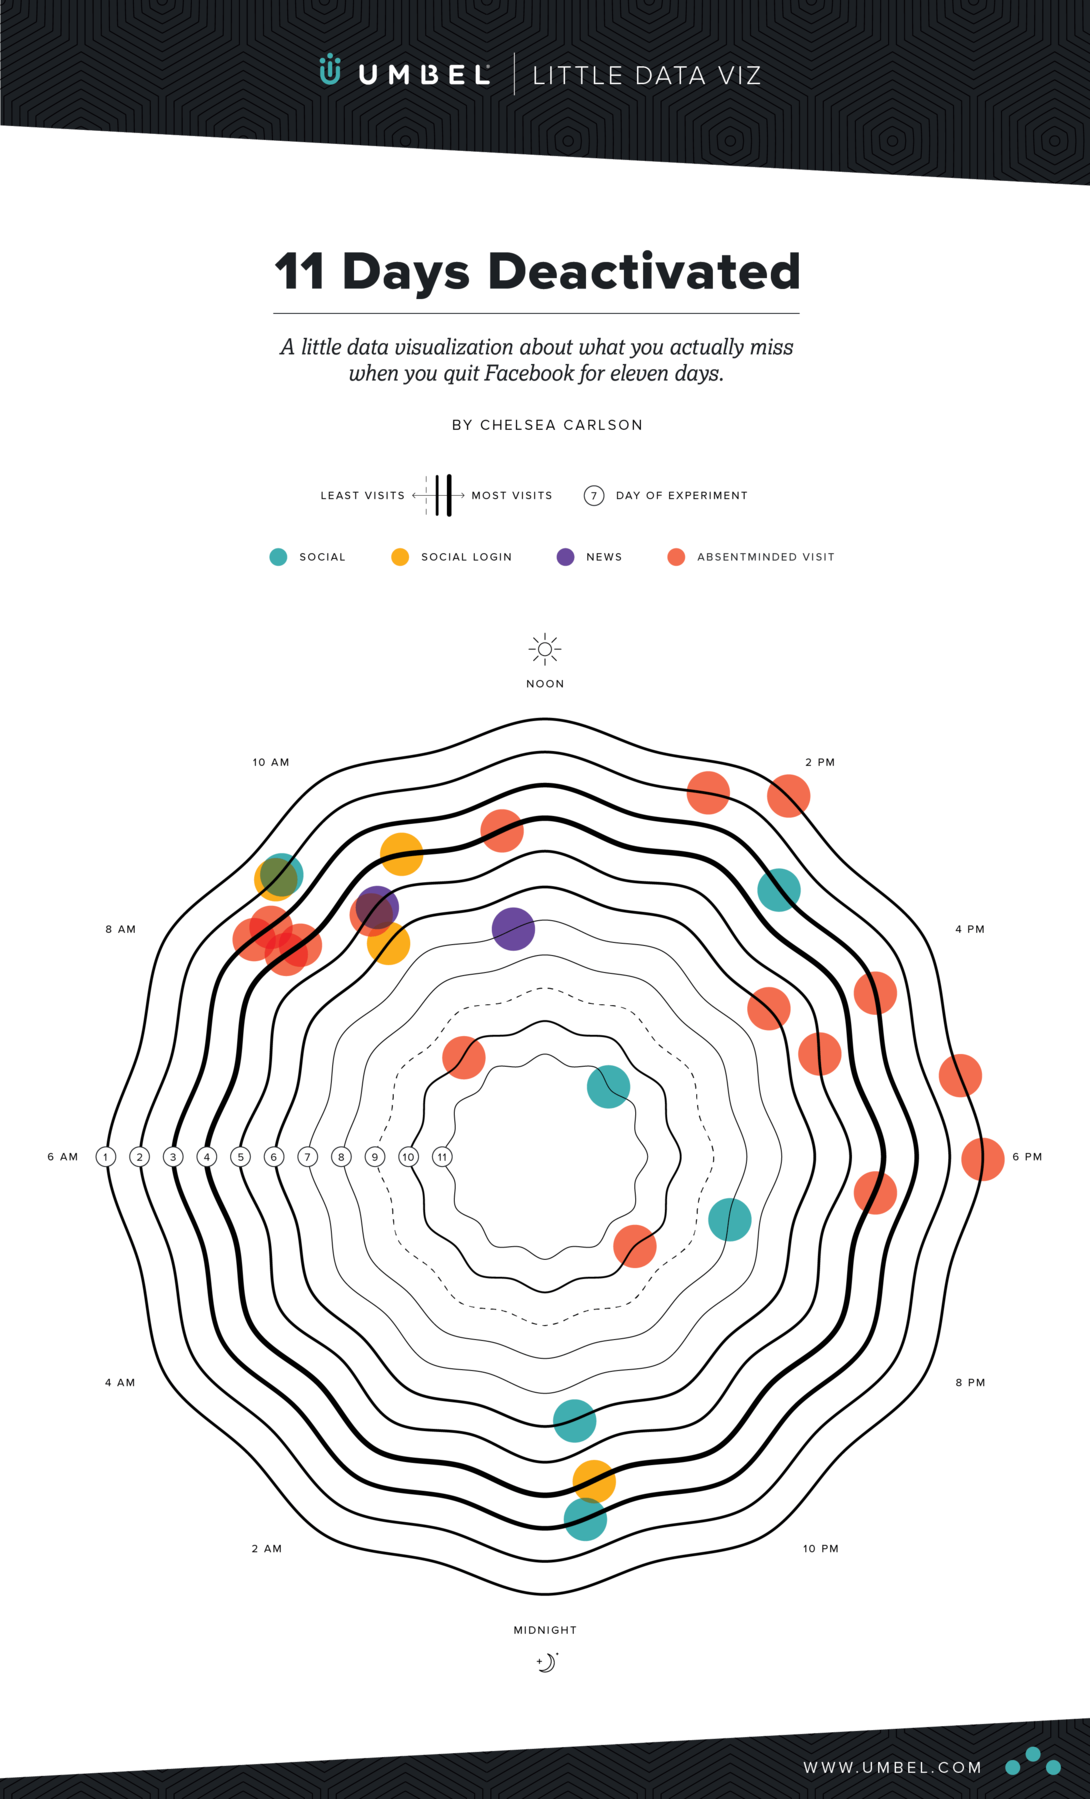 UMBEL LITTLE DATA VIZ
11 Days Deactivated
A little data visualization about what you actually miss
when you quit Facebook for eleven days.
BY CHELSEA CARLSON
LEAST VISITS MOST VISITS 7 DAY OF EXPERIMENT
SOCIAL SOCIAL LOGIN NEWS ABSENTMINDED VISIT
NOON
10 AM 2 PM
8 AM 4 PM
6 AM 1 2 3 4 5 6 7 8 9 10 11 6 PM
4 AM 8 PM
2 AM 10 PM
MIDNIGHT
WWW.UMBEL.COM